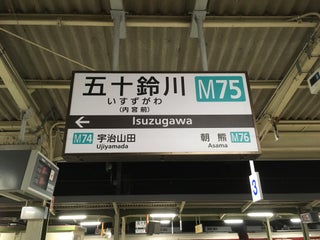 五十鈴川 M75
いすずがわ
(内宮前)
← Isuzugawa
M74 宇治山田 朝熊 M76
Ujiyamada Asama
3